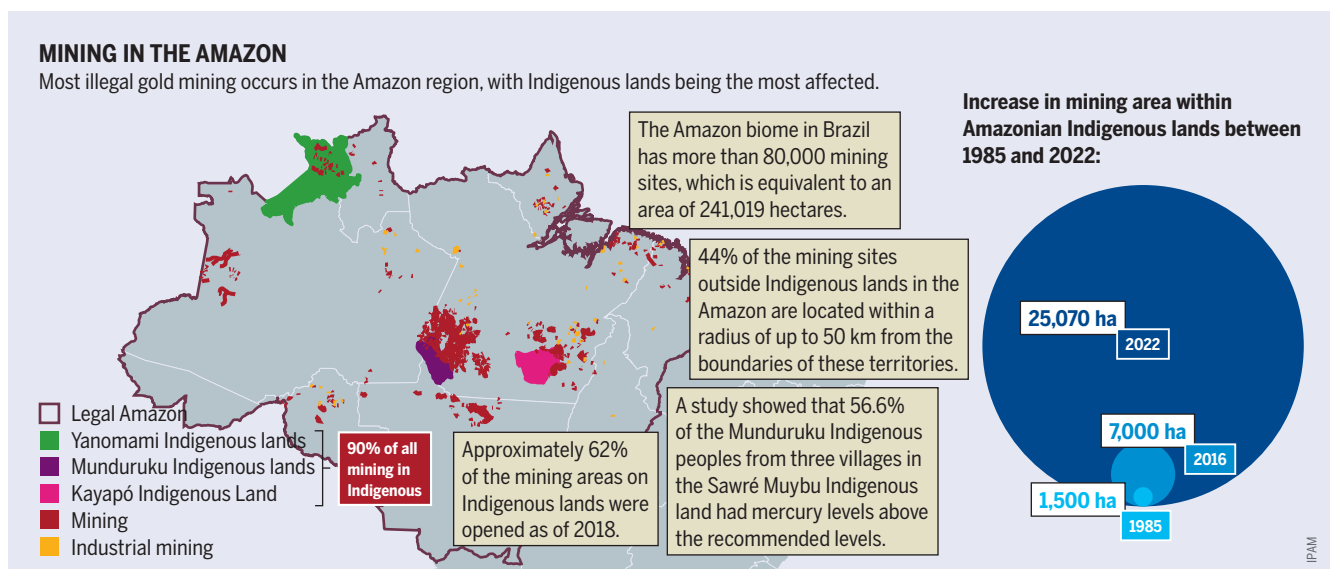 MINING IN THE AMAZON
Most illegal gold mining occurs in the Amazon region, with Indigenous lands being the most affected.
The Amazon biome in Brazil
has more than 80,000 mining
sites, which is equivalent to an
area of 241,019 hectares.
44% of the mining sites
outside Indigenous lands in the
Amazon are located within a
radius of up to 50 km from the
boundaries of these territories.
A study showed that 56.6%
of the Munduruku Indigenous
peoples from three villages in
the Sawré Muybu Indigenous
land had mercury levels above
the recommended levels.
Approximately 62%
of the mining areas on
Indigenous lands were
opened as of 2018.
Legal Amazon
Yanomami Indigenous lands
Munduruku Indigenous lands
Kayapó Indigenous Land
Mining
Industrial mining
90% of all
mining in
Indigenous
Increase in mining area within
Amazonian Indigenous lands between
1985 and 2022:
25,070 ha
2022
7,000 ha
2016
1,500 ha
1985
IPAM